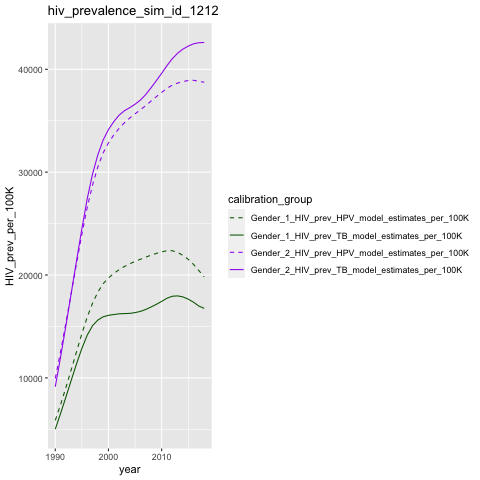 hiv_prevalence_sim_id_1212
40000
30000
20000
10000
HIV_prev_per_100K
1990
2000
2010
year
calibration_group
Gender_1_HIV_prev_HPV_model_estimates_per_100K
Gender_1_HIV_prev_TB_model_estimates_per_100K
Gender_2_HIV_prev_HPV_model_estimates_per_100K
Gender_2_HIV_prev_TB_model_estimates_per_100K